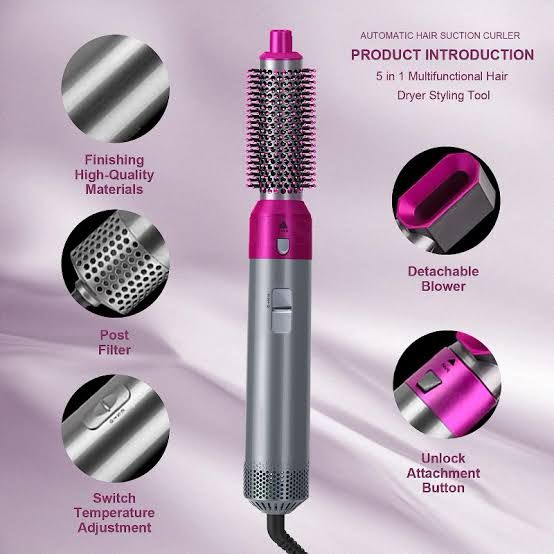 AUTOMATIC HAIR SUCTION CURLER
PRODUCT INTRODUCTION
5 in 1 Multifunctional Hair
Dryer Styling Tool
Finishing
High-Quality
Materials
Detachable
Blower
Post
Filter
Switch
Temperature
Adjustment
Unlock
Attachment
Button